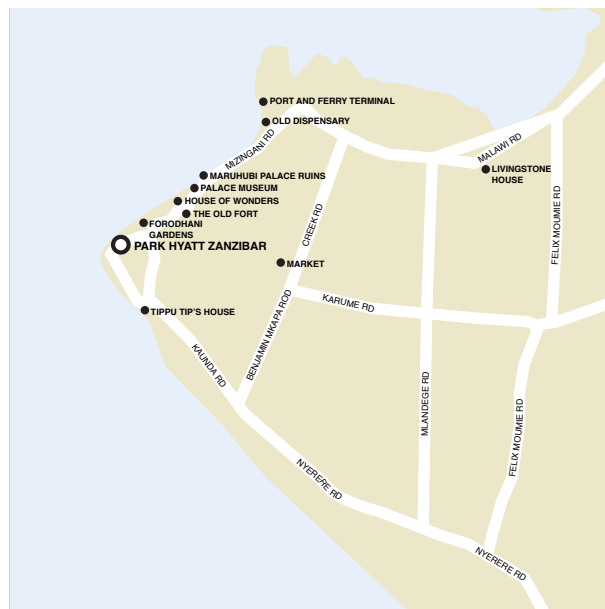 PORT AND FERRY TERMINAL
OLD DISPENSARY
MIZINGANI RD
MALAWI RD
LIVINGSTONE
HOUSE
MARUHUBI PALACE RUINS
PALACE MUSEUM
HOUSE OF WONDERS
THE OLD FORT
FORODHANI
GARDENS
PARK HYATT ZANZIBAR
CREEK RD
FELIX MOUMIE RD
MARKET
KARUME RD
TIPPU TIP'S HOUSE
BENJAMIN MKAPA ROD
KAUNDA RD
MLANDEGE RD
FELIX MOUMIE RD
NYERERE RD
NYERERE RD